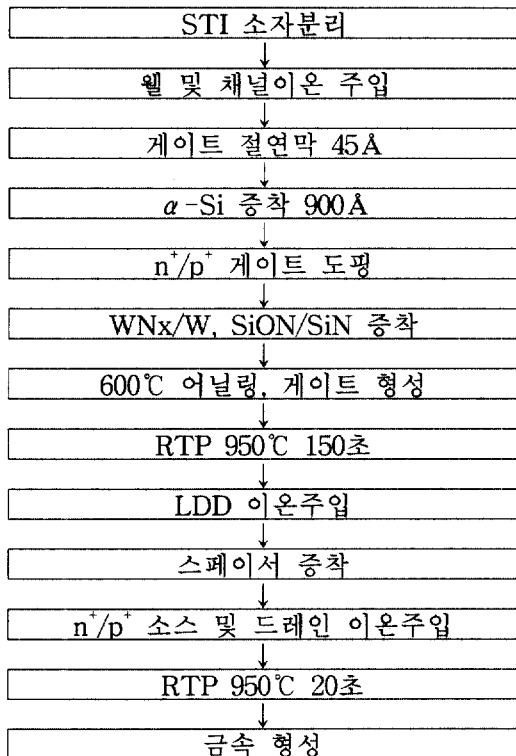 STI 소자분리
웰 및 채널이온 주입
게이트 절연막 45Å
α-Si 증착 900Å
n⁺/p⁺ 게이트 도핑
WNx/W, SiON/SiN 증착
600℃ 어닐링, 게이트 형성
RTP 950℃ 150초
LDD 이온주입
스페이서 증착
n⁺/p⁺ 소스 및 드레인 이온주입
RTP 950℃ 20초
금속 형성